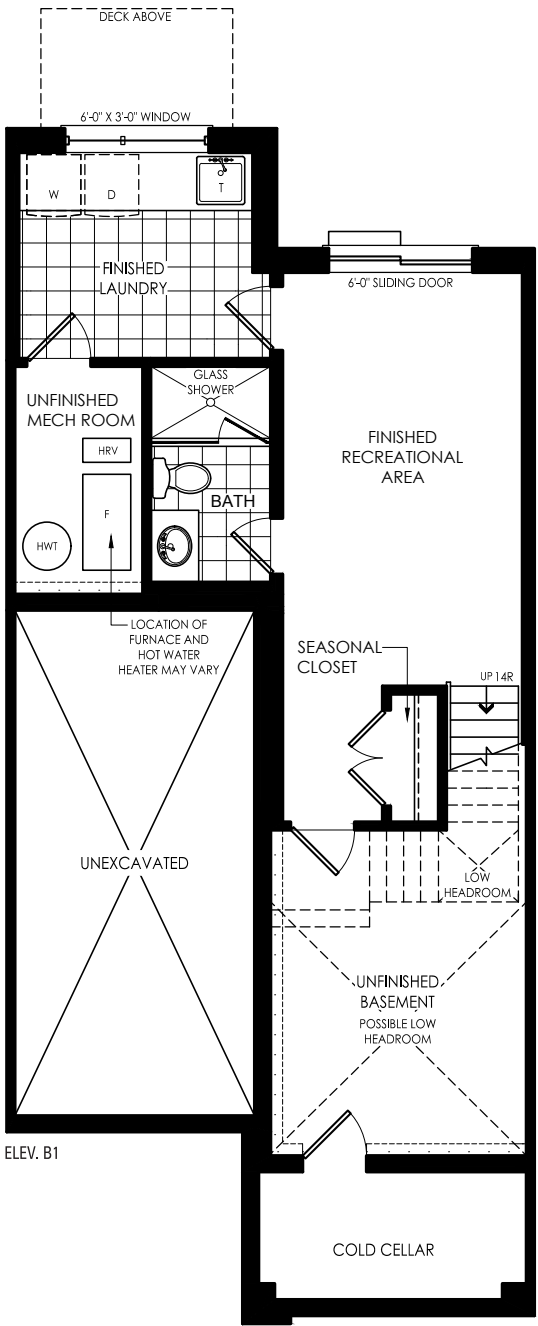 DECK ABOVE
6'-0" X 3'-0" WINDOW
W
D
T
FINISHED
LAUNDRY
6'-0" SLIDING DOOR
GLASS
SHOWER
UNFINISHED
MECH ROOM
FINISHED
RECREATIONAL
AREA
HRV
BATH
F
HWT
LOCATION OF
FURNACE AND
HOT WATER
HEATER MAY VARY
SEASONAL
CLOSET
UP 14R
UNEXCAVATED
LOW
HEADROOM
UNFINISHED
BASEMENT
POSSIBLE LOW
HEADROOM
ELEV. B1
COLD CELLAR